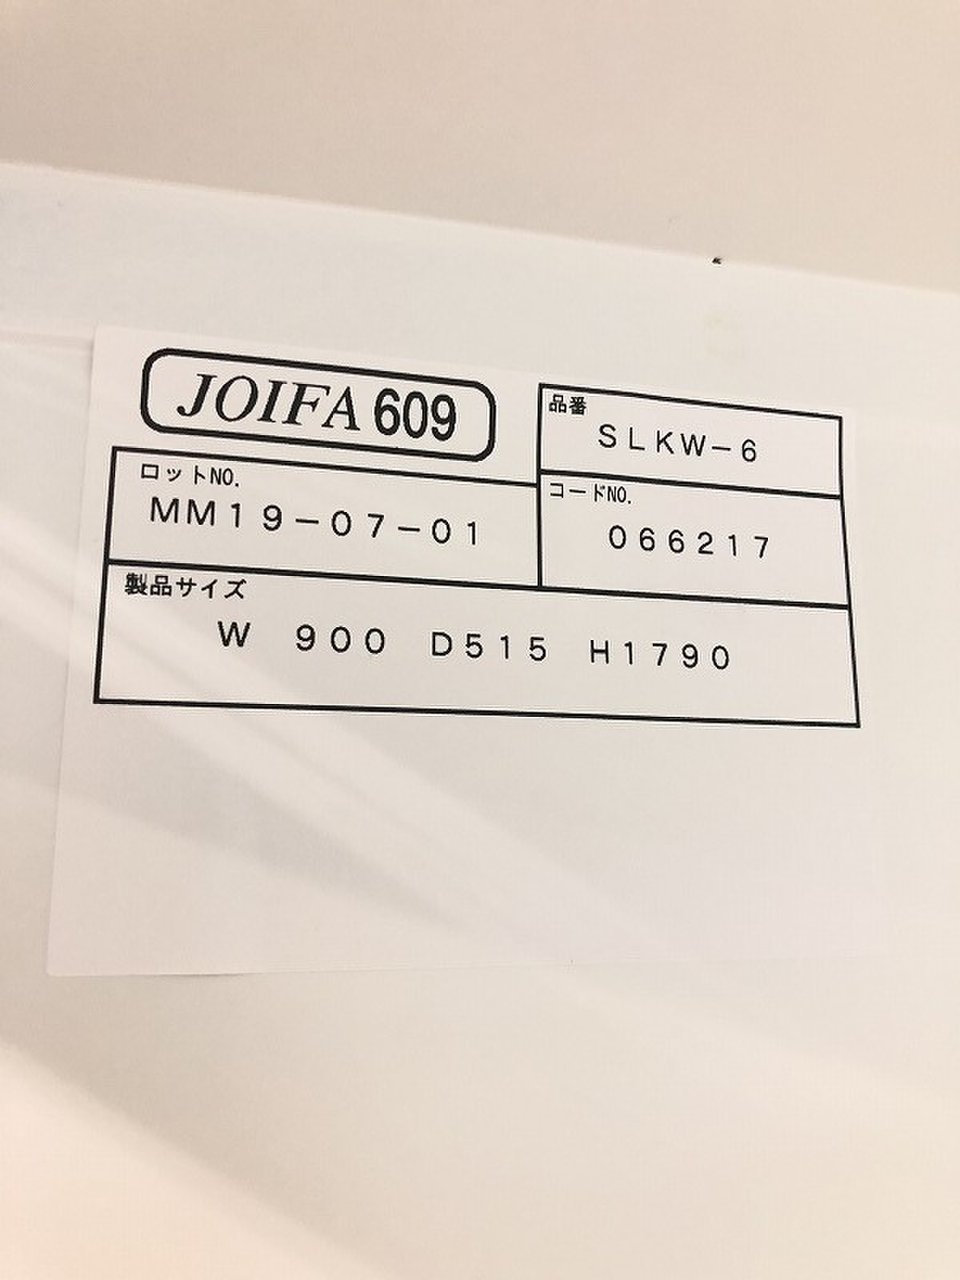 JOIFA 609
品番
SLKW-6
ロットNO.
MM19-07-01
コードNO.
066217
製品サイズ
W 900 D515 H1790